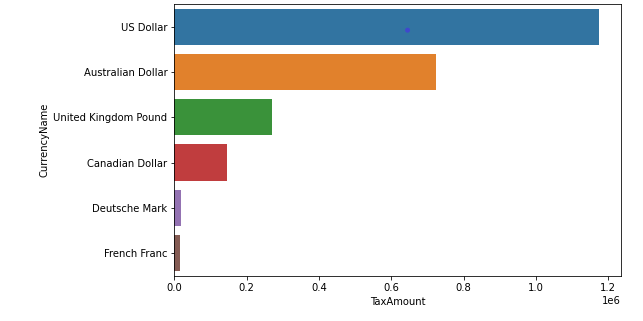 US Dollar
Australian Dollar
United Kingdom Pound
Canadian Dollar
Deutsche Mark
French Franc
CurrencyName
0.0 0.2 0.4 0.6 0.8 1.0 1.2
1e6
TaxAmount